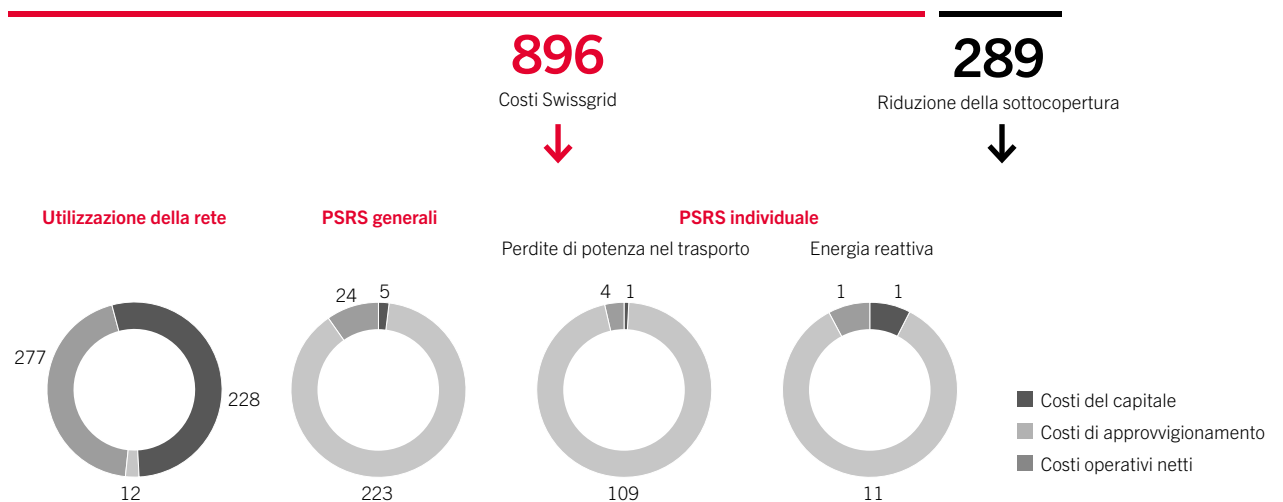 896
Costi Swissgrid
289
Riduzione della sottocopertura
Utilizzazione della rete
PSRS generali
PSRS individuale
Perdite di potenza nel trasporto
Energia reattiva
277
228
12
24
5
223
4
1
109
1
1
11
Costi del capitale
Costi di approvvigionamento
Costi operativi netti